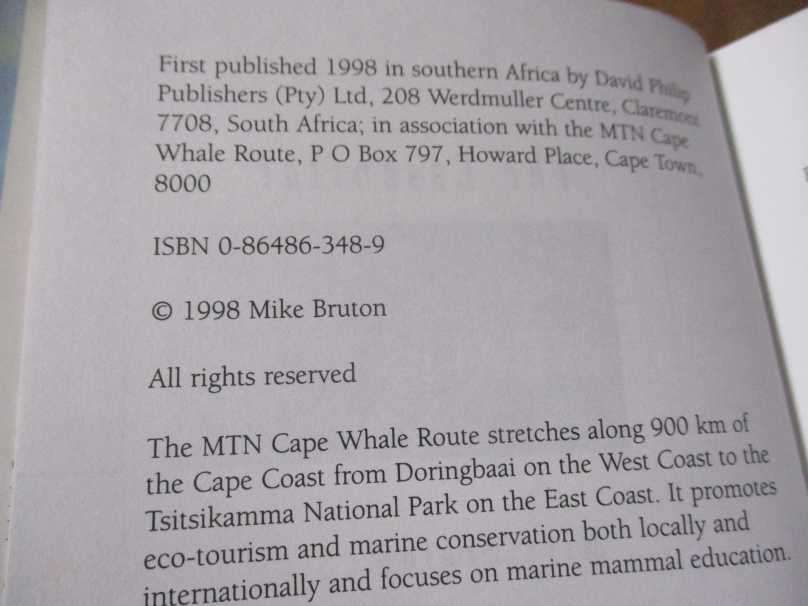 First published 1998 in southern Africa by David Philip
Publishers (Pty) Ltd, 208 Werdmuller Centre, Claremont
7708, South Africa; in association with the MTN Cape
Whale Route, P O Box 797, Howard Place, Cape Town,
8000
ISBN 0-86486-348-9
© 1998 Mike Bruton
All rights reserved
The MTN Cape Whale Route stretches along 900 km of
the Cape Coast from Doringbaai on the West Coast to the
Tsitsikamma National Park on the East Coast. It promotes
eco-tourism and marine conservation both locally and
internationally and focuses on marine mammal education.